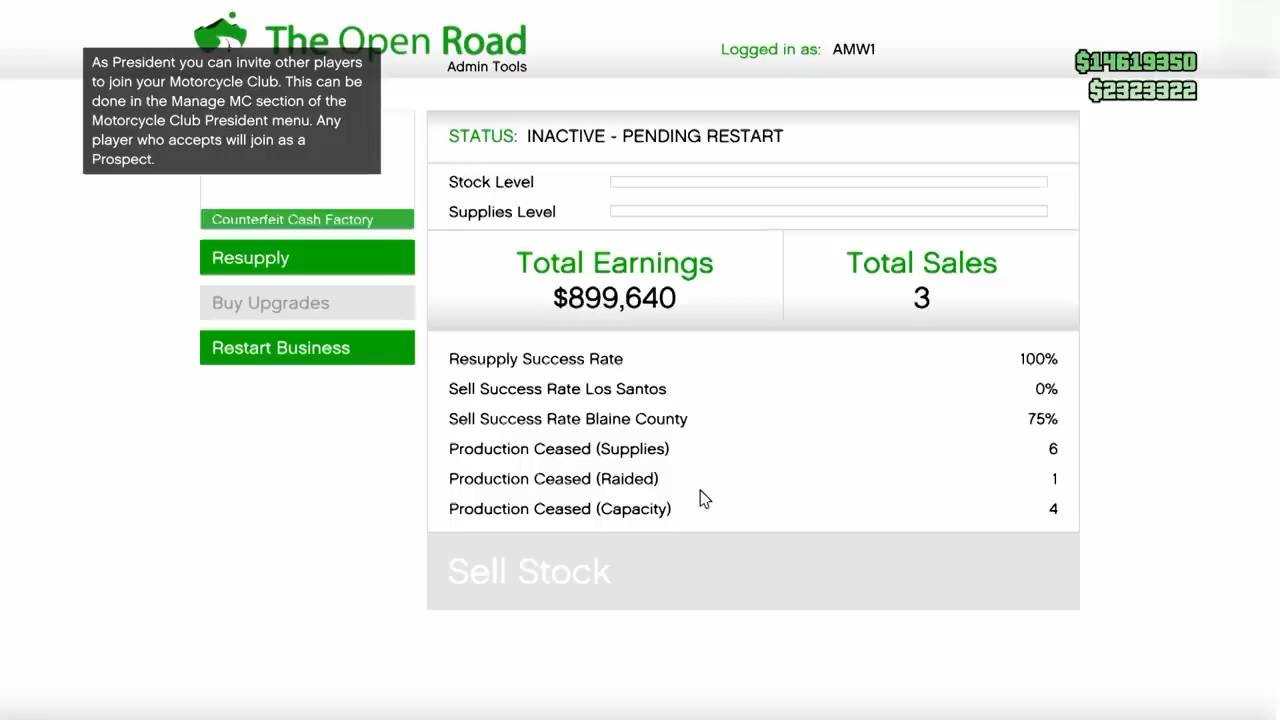 The Open Road
Admin Tools
Logged in as: AMW1
$14619350
$2323322
As President you can invite other players
to join your Motorcycle Club. This can be
done in the Manage MC section of the
Motorcycle Club President menu. Any
player who accepts will join as a
Prospect.
Counterfeit Cash Factory
Resupply
Buy Upgrades
Restart Business
STATUS: INACTIVE - PENDING RESTART
Stock Level
Supplies Level
Total Earnings
$899,640
Total Sales
3
Resupply Success Rate 100%
Sell Success Rate Los Santos 0%
Sell Success Rate Blaine County 75%
Production Ceased (Supplies) 6
Production Ceased (Raided) 1
Production Ceased (Capacity) 4
Sell Stock